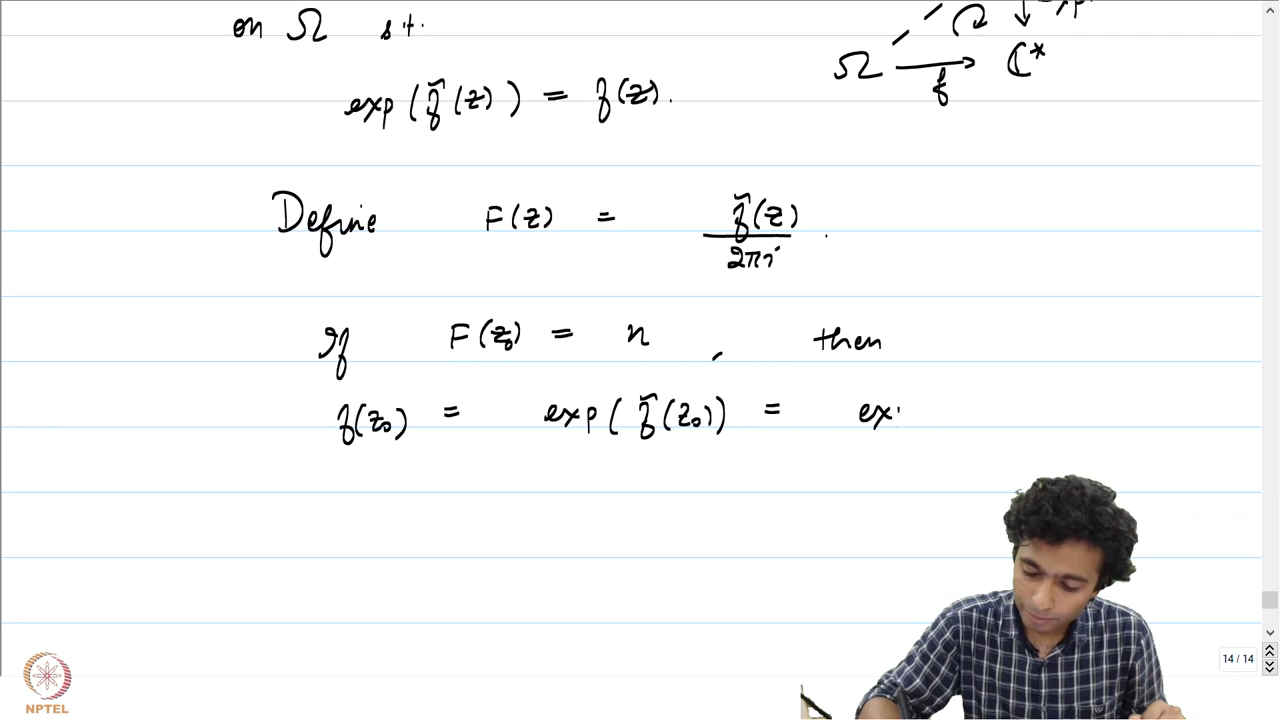 on Ω s.t.
exp( f̃(z) ) = f(z).
Ω f ℂ*
Define F(z) = f̃(z) / 2πi .
If F(z₀) = n , then
f(z₀) = exp( f̃(z₀)) = ex
14 / 14
NPTEL